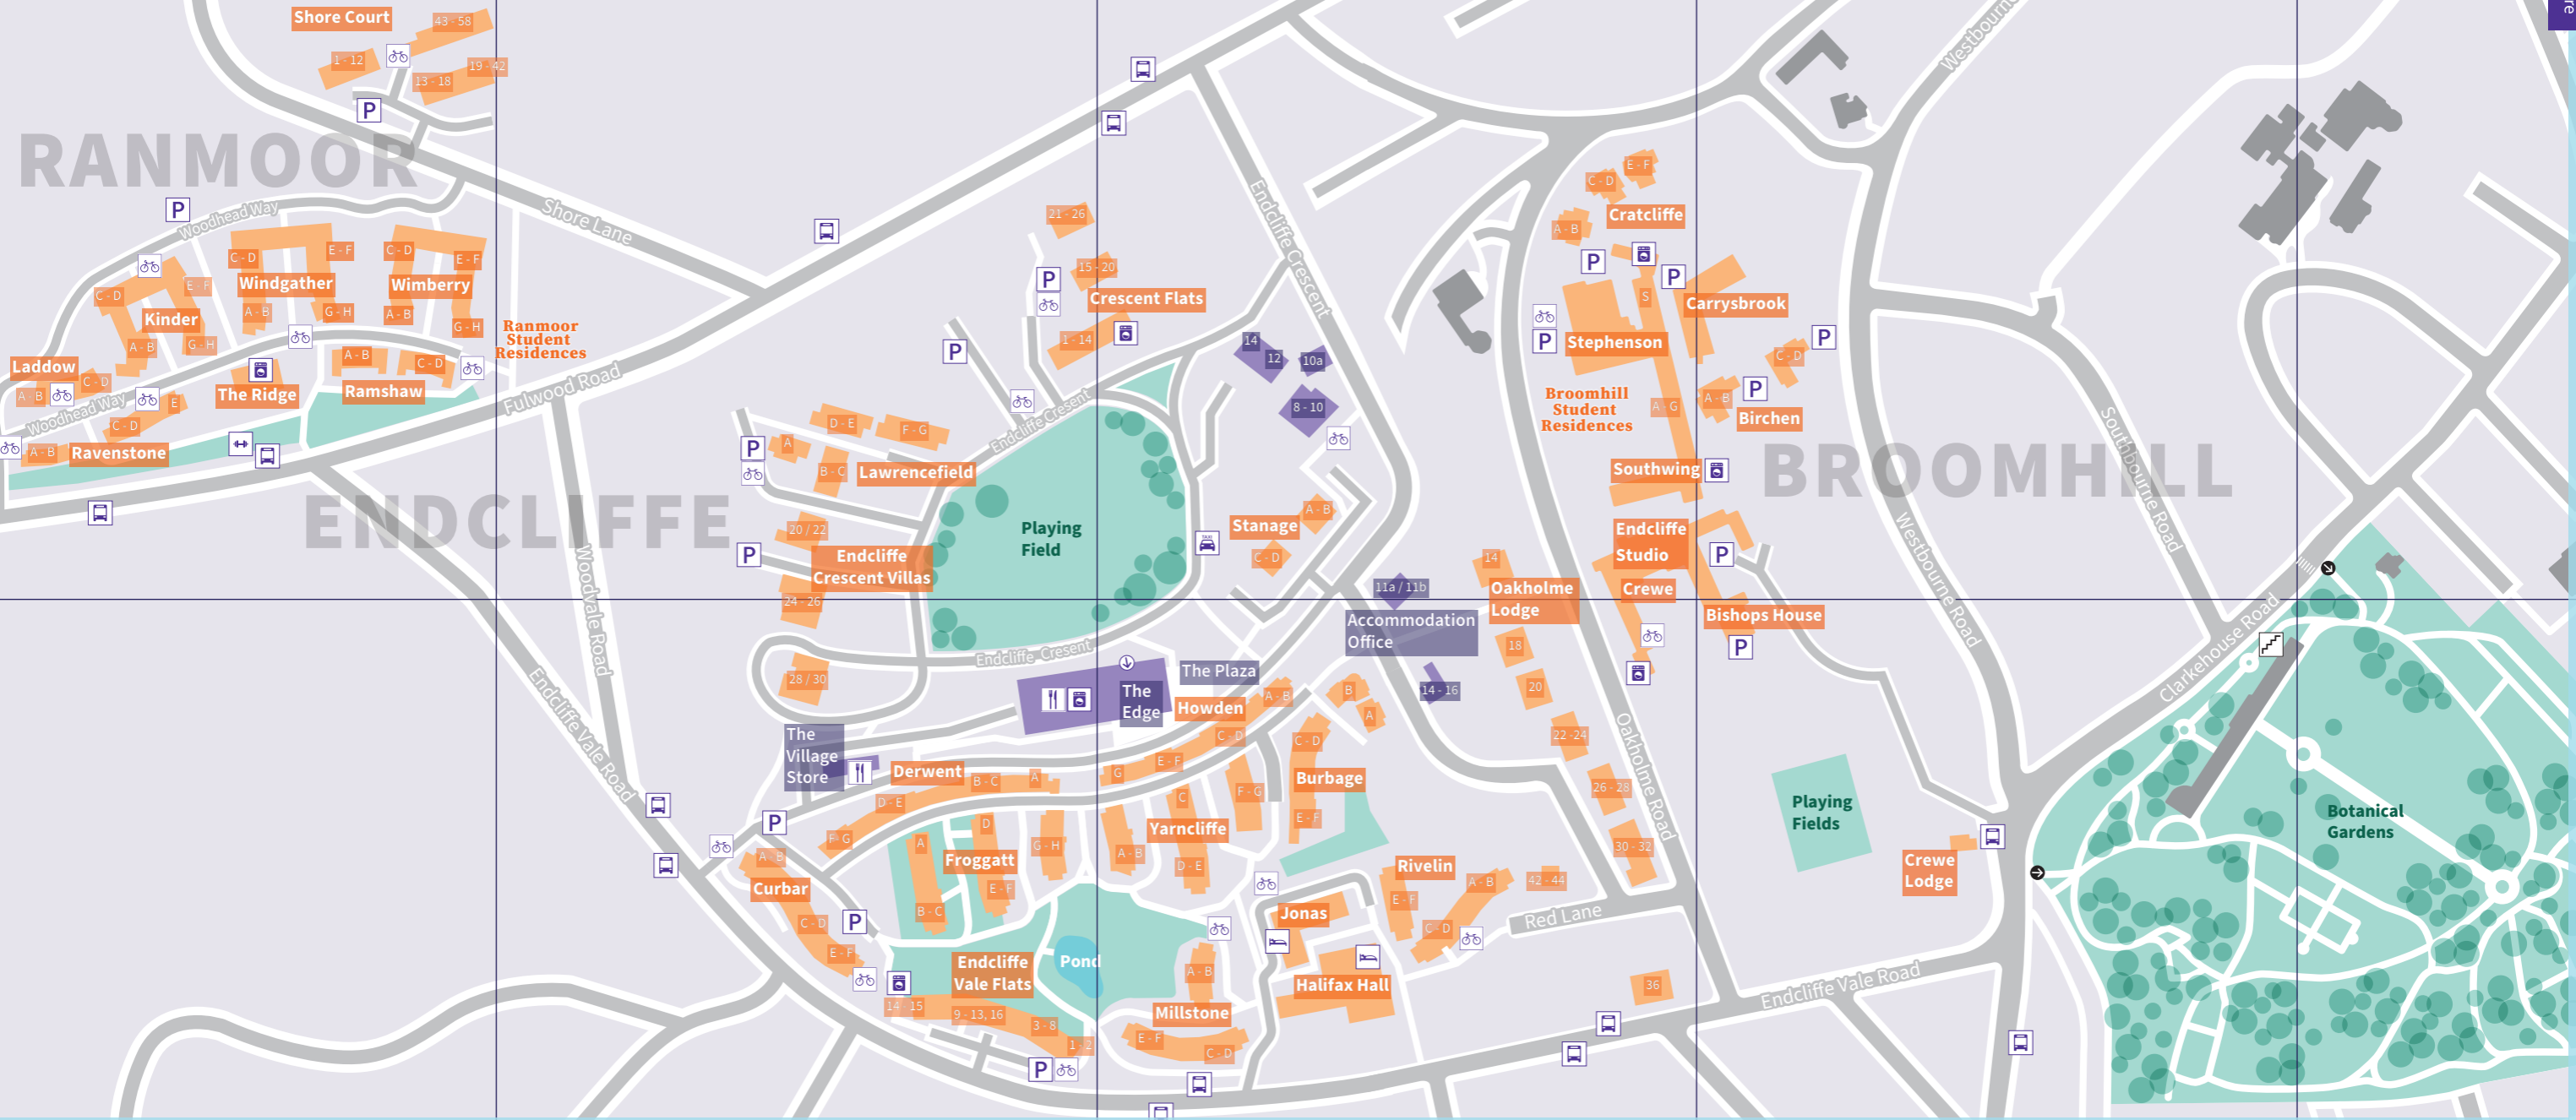 Shore Court
43 - 58
1 - 12
19 - 42
13 - 18
P
RANMOOR
P
Woodhead Way
Shore Lane
C - D
E - F
C - D
E - F
Windgather
Wimberry
C - D
E - F
A - B
G - H
A - B
G - H
Kinder
A - B
G - H
Ranmoor
Student
Residences
Laddow
C - D
A - B
A - B
C - D
The Ridge
Ramshaw
Woodhead Way
E
C - D
A - B
Ravenstone
Fulwood Road
ENDCLIFFE
21 - 26
15 - 20
P
Crescent Flats
1 - 14
P
Endcliffe Cresent
Endcliffe Crescent
14
12
10a
8 - 10
P
A
D - E
F - G
B - C
Lawrencefield
20 / 22
P
Endcliffe
Crescent Villas
24 - 26
28 / 30
Playing
Field
TAXI
Stanage
A - B
C - D
Endcliffe Cresent
Woodvale Road
Endcliffe Vale Road
E - F
C - D
Cratcliffe
A - B
P
P
S
Carrysbrook
Stephenson
P
P
C - D
P
A - B
Birchen
A - G
Broomhill
Student
Residences
Southwing
BROOMHILL
Endcliffe
Studio
P
Crewe
Bishops House
P
Westbourne
Westbourne Road
Southbourne Road
Clarkehouse Road
14
11a / 11b
Oakholme
Lodge
Accommodation
Office
18
14 - 16
20
22 -24
26 - 28
30 - 32
Oakholme Road
The Plaza
The
Edge
Howden
A - B
C - D
E - F
G
B
A
The
Village
Store
Derwent
B - C
A
D - E
F - G
P
C - D
Burbage
E - F
F - G
C
Yarncliffe
A - B
D - E
A
D
Froggatt
G - H
E - F
B - C
A - B
Curbar
C - D
P
E - F
Endcliffe
Vale Flats
Pond
14 - 15
9 - 13, 16
3 - 8
1 - 2
P
A - B
Millstone
E - F
C - D
Jonas
Halifax Hall
Rivelin
A - B
E - F
C - D
42 - 44
Red Lane
36
Endcliffe Vale Road
Playing
Fields
Crewe
Lodge
Botanical
Gardens
re